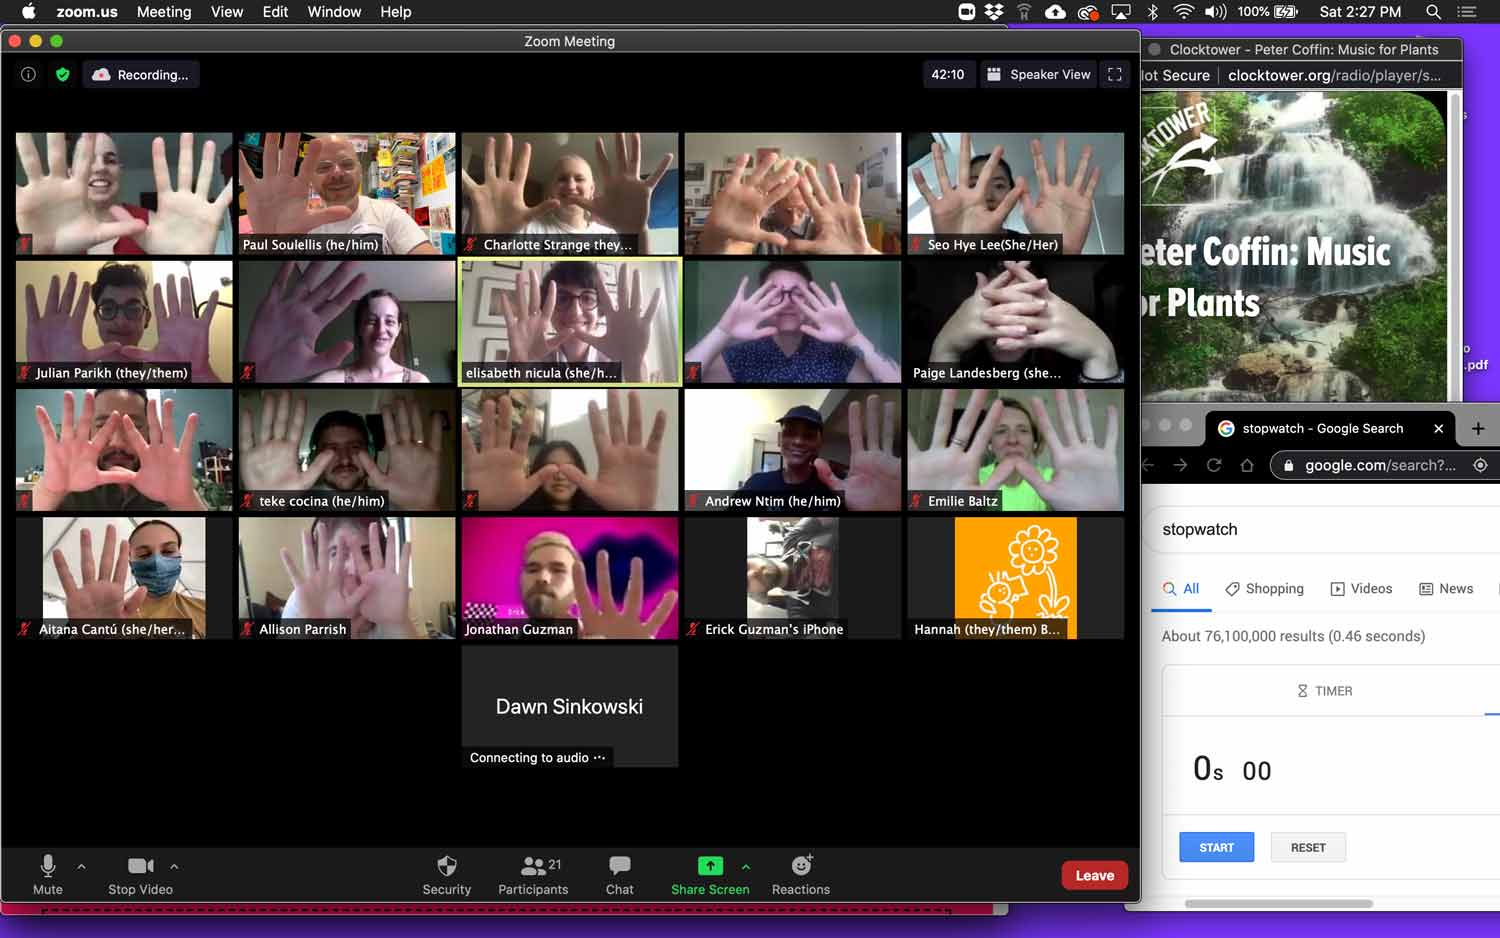 zoom.us Meeting View Edit Window Help
100% Sat 2:27 PM
Zoom Meeting
Recording...
42:10
Speaker View
Paul Soulellis (he/him)
Charlotte Strange they...
Seo Hye Lee(She/Her)
Julian Parikh (they/them)
elisabeth nicula (she/h...
Paige Landesberg (she...
teke cocina (he/him)
Andrew Ntim (he/him)
Emilie Baltz
Aitana Cantú (she/her...
Allison Parrish
Jonathan Guzman
Erick Guzman's iPhone
Hannah (they/them) B...
Dawn Sinkowski
Connecting to audio ...
Mute
Stop Video
Security
21
Participants
Chat
Share Screen
Reactions
Leave
Clocktower - Peter Coffin: Music for Plants
lot Secure | clocktower.org/radio/player/s...
CKTOWER
eter Coffin: Music
or Plants
.pdf
stopwatch - Google Search
google.com/search?...
stopwatch
All Shopping Videos News
About 76,100,000 results (0.46 seconds)
TIMER
0s 00
START RESET